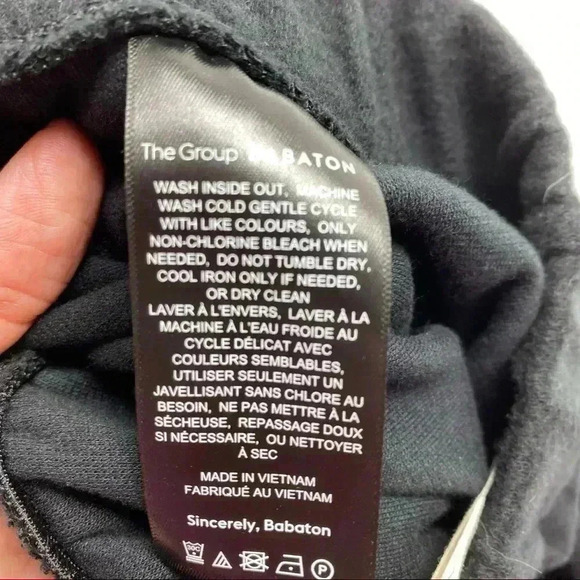 The Group BABATON
WASH INSIDE OUT, MACHINE
WASH COLD GENTLE CYCLE
WITH LIKE COLOURS, ONLY
NON-CHLORINE BLEACH WHEN
NEEDED, DO NOT TUMBLE DRY,
COOL IRON ONLY IF NEEDED,
OR DRY CLEAN
LAVER À L'ENVERS, LAVER À LA
MACHINE À L'EAU FROIDE AU
CYCLE DÉLICAT AVEC
COULEURS SEMBLABLES,
UTILISER SEULEMENT UN
JAVELLISANT SANS CHLORE AU
BESOIN, NE PAS METTRE À LA
SÉCHEUSE, REPASSAGE DOUX
SI NÉCESSAIRE, OU NETTOYER
À SEC
MADE IN VIETNAM
FABRIQUÉ AU VIETNAM
Sincerely, Babaton
30C P